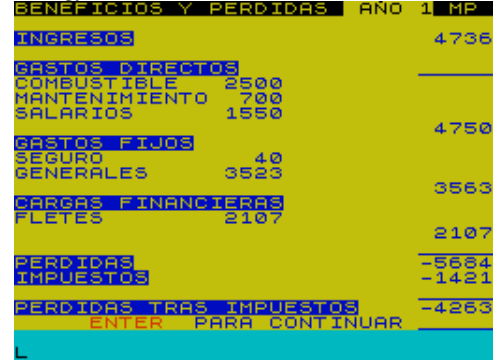 BENEFICIOS Y PERDIDAS AÑO 1 MP
INGRESOS 4736
GASTOS DIRECTOS
COMBUSTIBLE 2500
MANTENIMIENTO 700
SALARIOS 1550
4750
GASTOS FIJOS
SEGURO 40
GENERALES 3523
3563
CARGAS FINANCIERAS
FLETES 2107
2107
PERDIDAS -5684
IMPUESTOS -1421
PERDIDAS TRAS IMPUESTOS -4263
ENTER PARA CONTINUAR
L